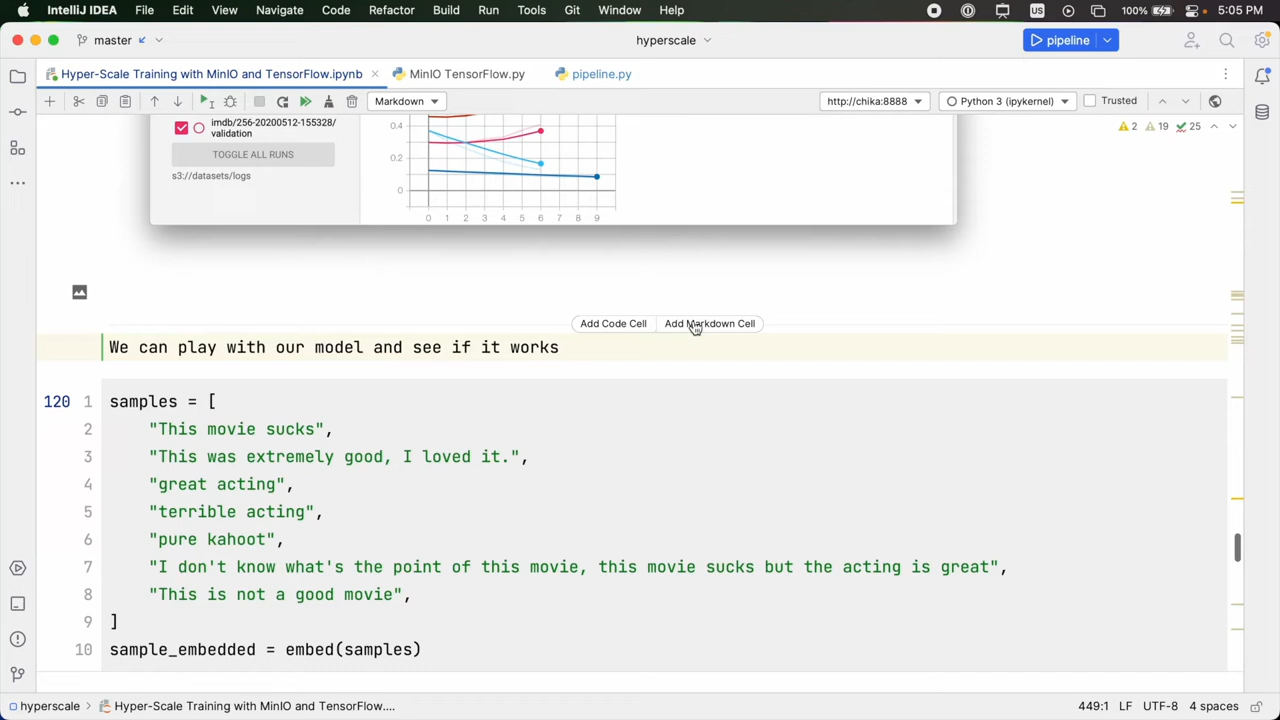 IntelliJ IDEA File Edit View Navigate Code Refactor Build Run Tools Git Window Help US 100% 5:05 PM
master hyperscale pipeline
Hyper-Scale Training with MinIO and TensorFlow.ipynb MinIO TensorFlow.py pipeline.py
Markdown http://chika:8888 Python 3 (ipykernel) Trusted
2 19 25
imdb/256-20200512-155328/
validation
TOGGLE ALL RUNS
s3://datasets/logs
0.4
0.2
0
0 1 2 3 4 5 6 7 8 9
Add Code Cell Add Markdown Cell
We can play with our model and see if it works
120 1 samples = [
2 "This movie sucks",
3 "This was extremely good, I loved it.",
4 "great acting",
5 "terrible acting",
6 "pure kahoot",
7 "I don't know what's the point of this movie, this movie sucks but the acting is great",
8 "This is not a good movie",
9 ]
10 sample_embedded = embed(samples)
hyperscale Hyper-Scale Training with MinIO and TensorFlow.... 449:1 LF UTF-8 4 spaces